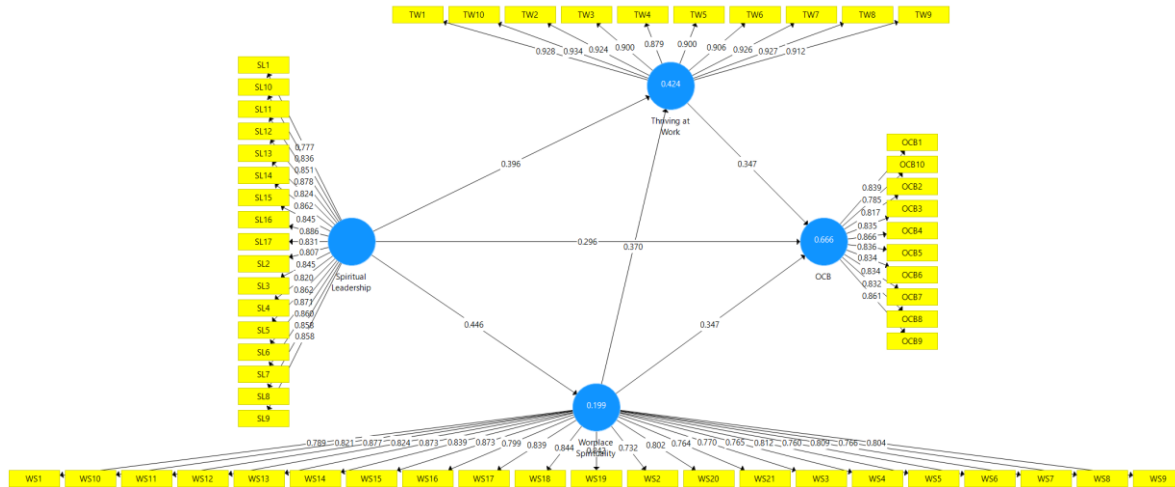 TW1 TW10 TW2 TW3 TW4 TW5 TW6 TW7 TW8 TW9
0.928 0.934 0.924 0.900 0.879 0.900 0.906 0.926 0.927 0.912
0.424
Thriving at
Work
SL1
SL10
SL11
SL12
SL13
SL14
SL15
SL16
SL17
SL2
SL3
SL4
SL5
SL6
SL7
SL8
SL9
0.777
0.836
0.851
0.878
0.824
0.862
0.845
0.886
0.831
0.807
0.845
0.820
0.862
0.871
0.860
0.858
0.858
Spiritual
Leadership
0.396
0.347
0.296
0.370
0.446
0.347
0.666
OCB
0.839
0.785
0.817
0.835
0.866
0.836
0.834
0.834
0.832
0.861
OCB1
OCB10
OCB2
OCB3
OCB4
OCB5
OCB6
OCB7
OCB8
OCB9
0.199
Worplace
Spirituality
0.789 0.821 0.877 0.824 0.873 0.839 0.873 0.799 0.839 0.844 0.732 0.802 0.764 0.770 0.765 0.812 0.760 0.809 0.766 0.804
WS1 WS10 WS11 WS12 WS13 WS14 WS15 WS16 WS17 WS18 WS19 WS2 WS20 WS21 WS3 WS4 WS5 WS6 WS7 WS8 WS9